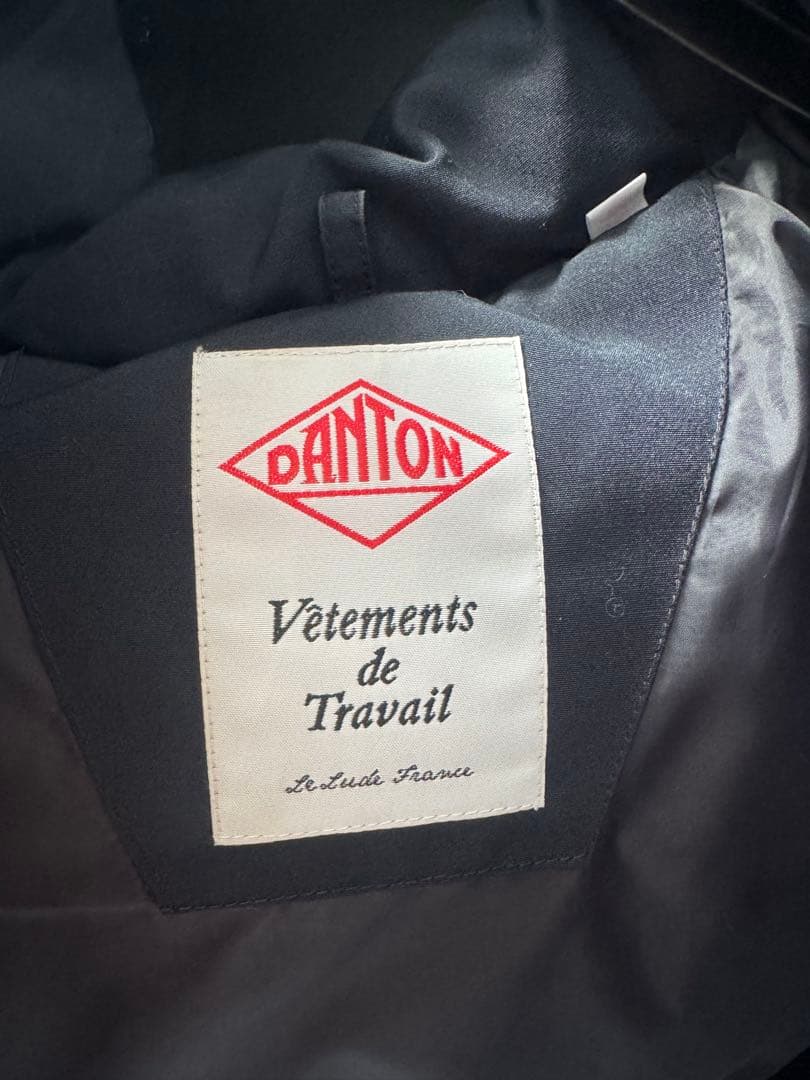 DANTON
Vêtements
de
Travail
Le Lude France